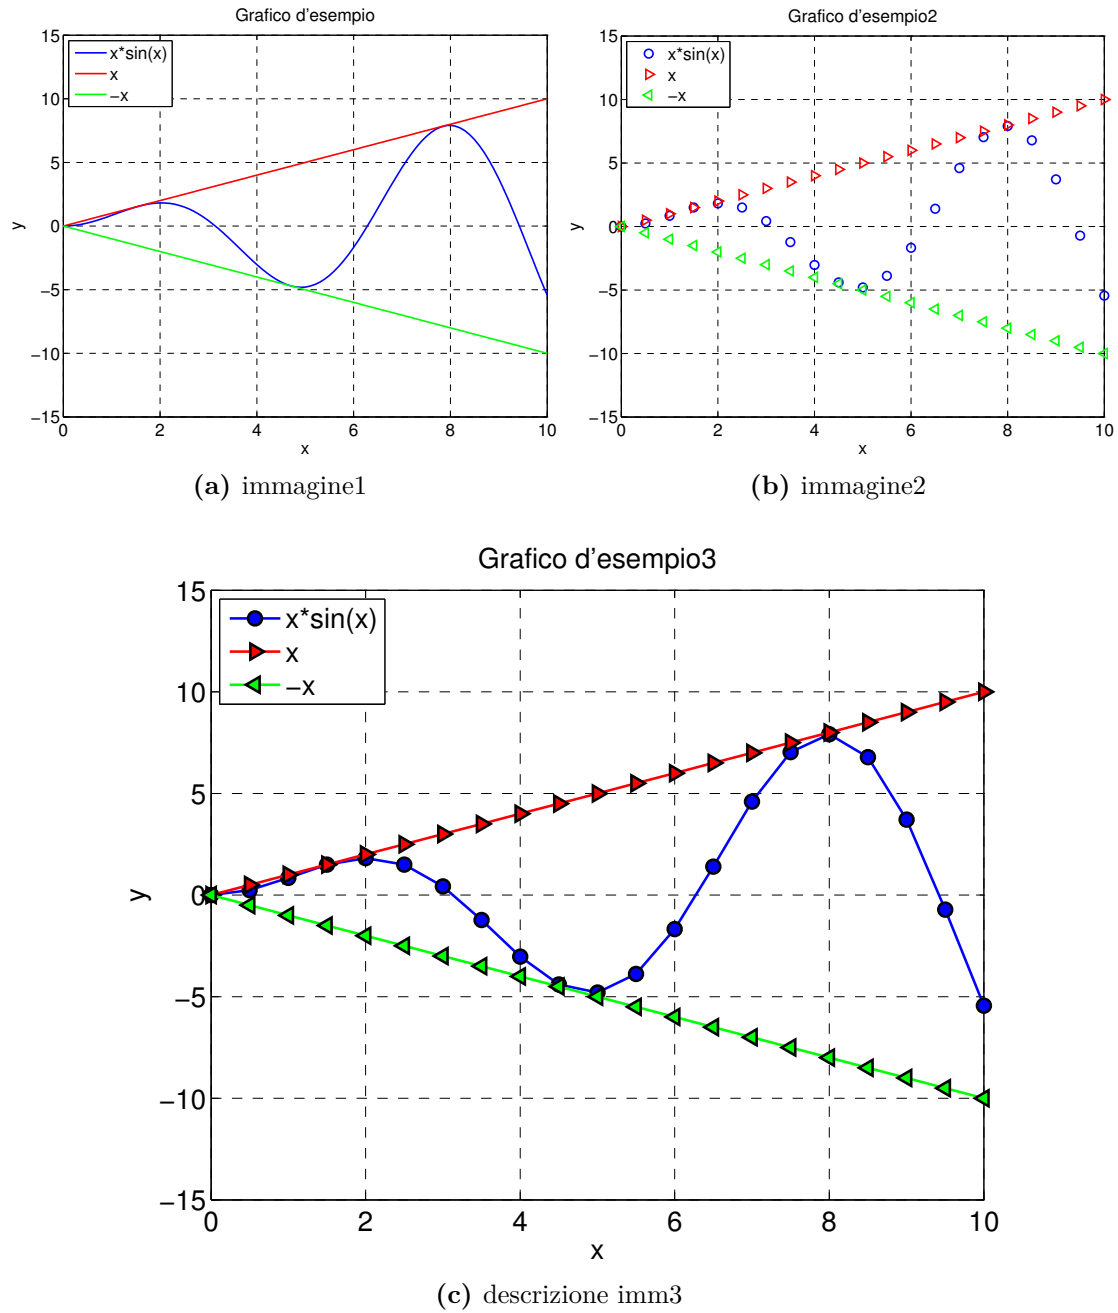 Grafico d'esempio
15
10
5
0
−5
−10
−15
0 2 4 6 8 10
x
y
x*sin(x)
x
−x
(a) immagine1
Grafico d'esempio2
15
10
5
0
−5
−10
−15
0 2 4 6 8 10
x
y
x*sin(x)
x
−x
(b) immagine2
Grafico d'esempio3
15
10
5
0
−5
−10
−15
0 2 4 6 8 10
x
y
x*sin(x)
x
−x
(c) descrizione imm3